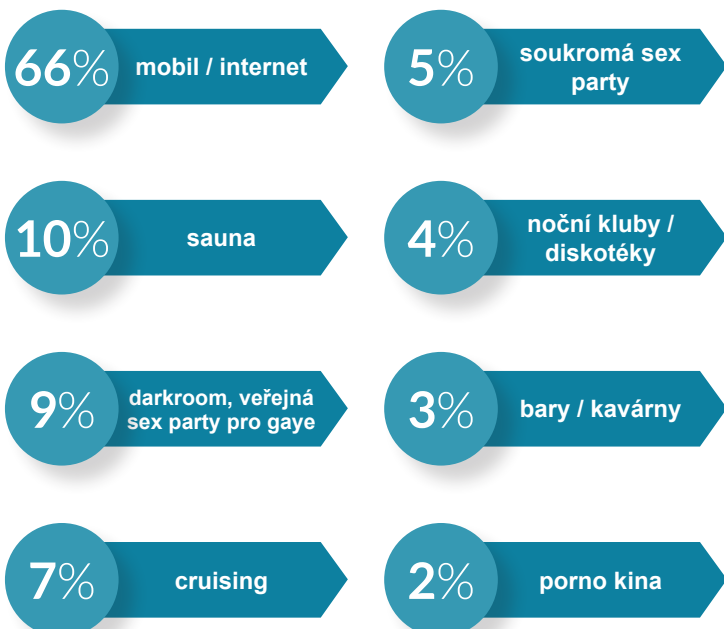 66% mobil / internet
10% sauna
9% darkroom, veřejná
sex party pro gaye
7% cruising
5% soukromá sex
party
4% noční kluby /
diskotéky
3% bary / kavárny
2% porno kina